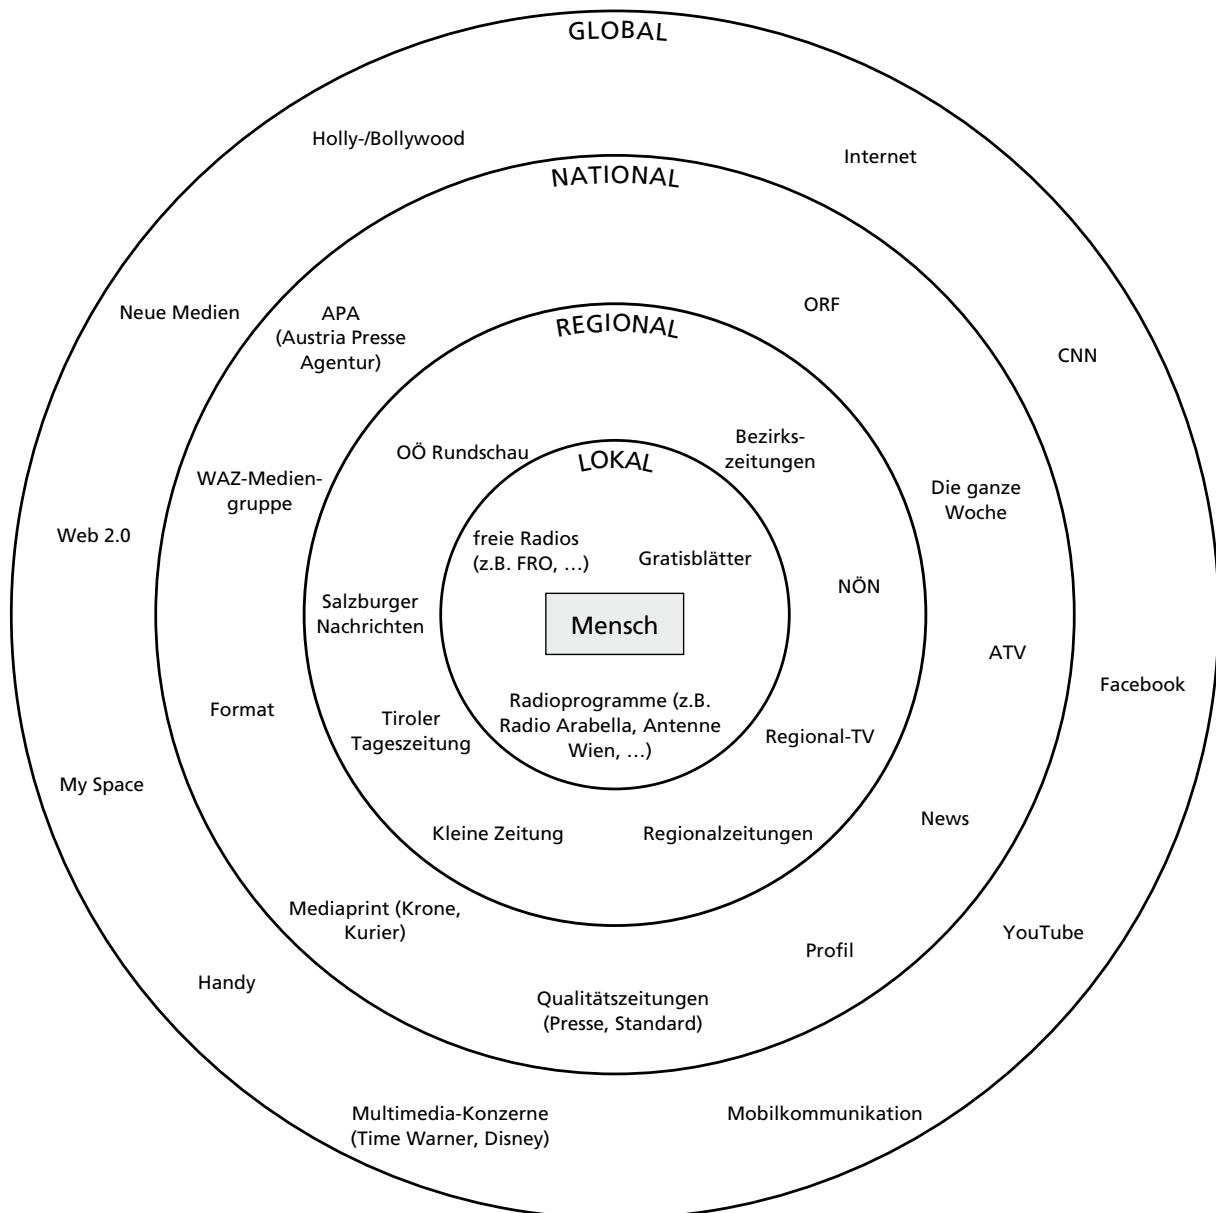 GLOBAL
Holly-/Bollywood
Internet
NATIONAL
Neue Medien
APA
(Austria Presse
Agentur)
ORF
REGIONAL
CNN
OÖ Rundschau
Bezirks-
zeitungen
LOKAL
WAZ-Medien-
gruppe
Die ganze
Woche
Web 2.0
freie Radios
(z.B. FRO, …)
Gratisblätter
NÖN
Salzburger
Nachrichten
Mensch
ATV
Facebook
Format
Tiroler
Tageszeitung
Radioprogramme (z.B.
Radio Arabella, Antenne
Wien, …)
Regional-TV
My Space
Kleine Zeitung
Regionalzeitungen
News
Mediaprint (Krone,
Kurier)
YouTube
Profil
Handy
Qualitätszeitungen
(Presse, Standard)
Multimedia-Konzerne
(Time Warner, Disney)
Mobilkommunikation